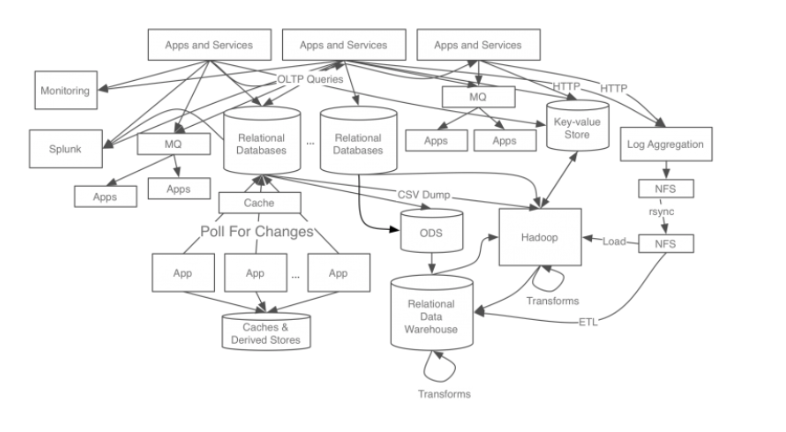 Apps and Services
Apps and Services
Apps and Services
Monitoring
OLTP Queries
HTTP
HTTP
MQ
Key-value
Store
Splunk
MQ
Relational
Databases
...
Relational
Databases
Apps
Apps
Log Aggregation
Apps
Apps
NFS
Cache
CSV Dump
rsync
Poll For Changes
ODS
Hadoop
Load
NFS
App
App
...
App
Transforms
Relational
Data
Warehouse
ETL
Caches &
Derived Stores
Transforms